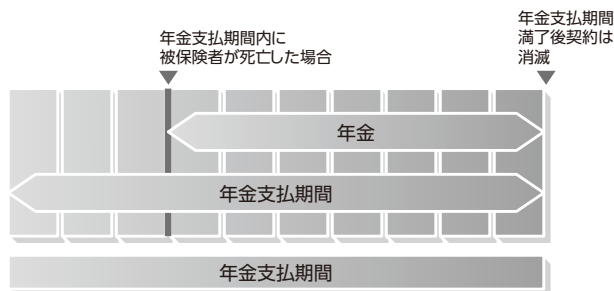 年金支払期間内に
被保険者が死亡した場合
年金支払期間
満了後契約は
消滅
年金
年金支払期間
年金支払期間